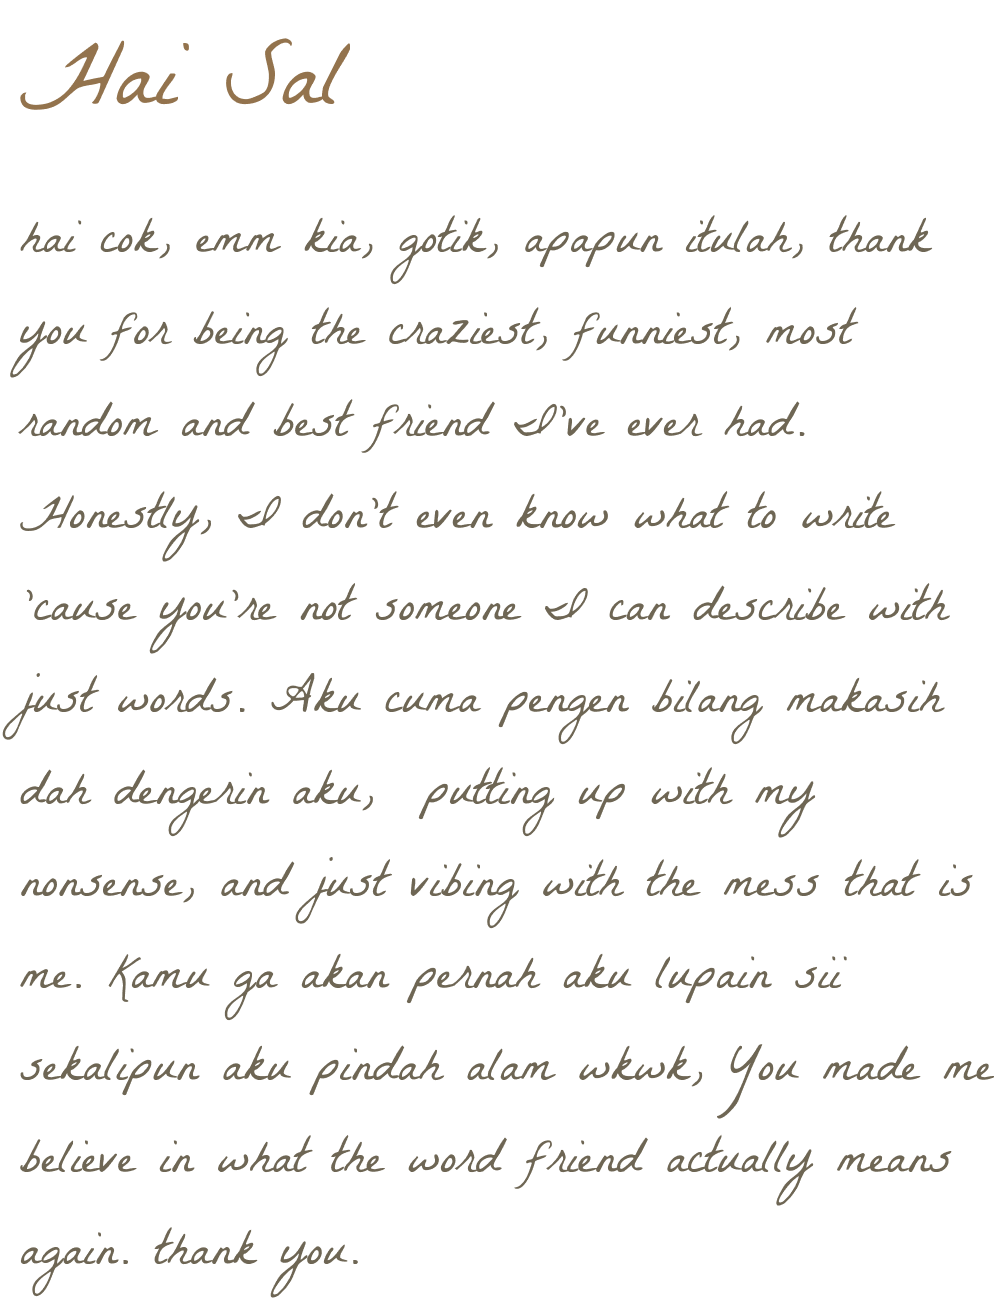 Hai Sal
hai cok, emm kia, gotik, apapun itulah, thank
you for being the craziest, funniest, most
random and best friend I've ever had.
Honestly, I don't even know what to write
'cause you're not someone I can describe with
just words. Aku cuma pengen bilang makasih
dah dengerin aku,  putting up with my
nonsense, and just vibing with the mess that is
me. Kamu ga akan pernah aku lupain sii
sekalipun aku pindah alam wkwk, You made me
believe in what the word friend actually means
again. thank you.